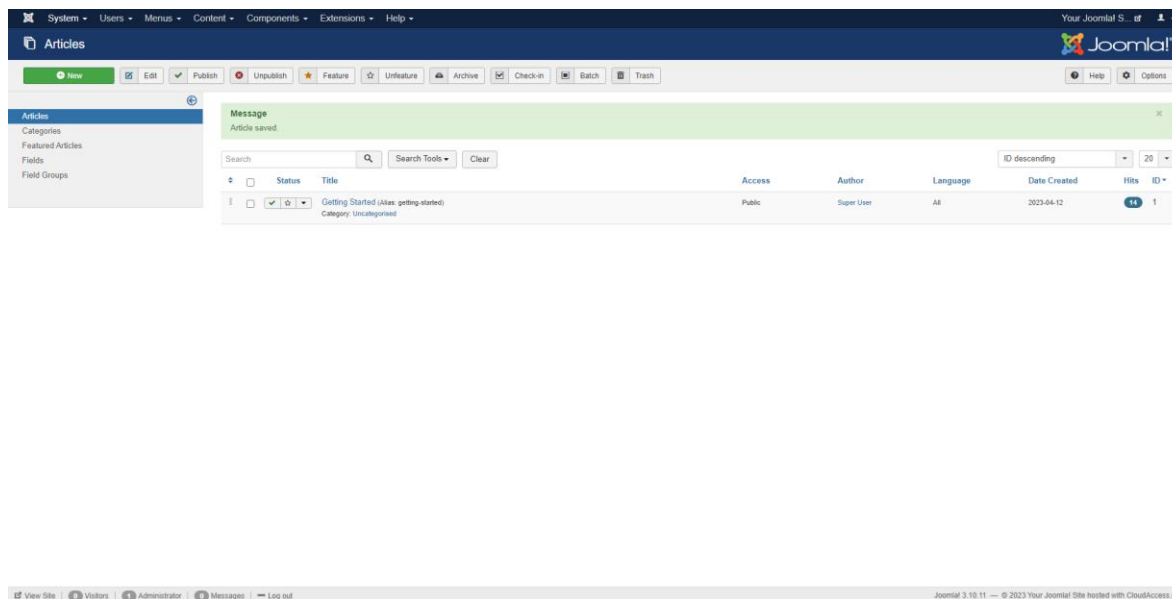 System Users Menus Content Components Extensions Help Your Joomla! S...
Articles Joomla!
New Edit Publish Unpublish Feature Unfeature Archive Check-in Batch Trash Help Options
Articles
Categories
Featured Articles
Fields
Field Groups
Message
Article saved.
Search Search Tools Clear ID descending 20
Status Title Access Author Language Date Created Hits ID
Getting Started (Alias: getting-started) Public Super User All 2023-04-12 14 1
Category: Uncategorised
View Site 0 Visitors 1 Administrator 0 Messages Log out Joomla! 3.10.11 — © 2023 Your Joomla! Site hosted with CloudAccess.